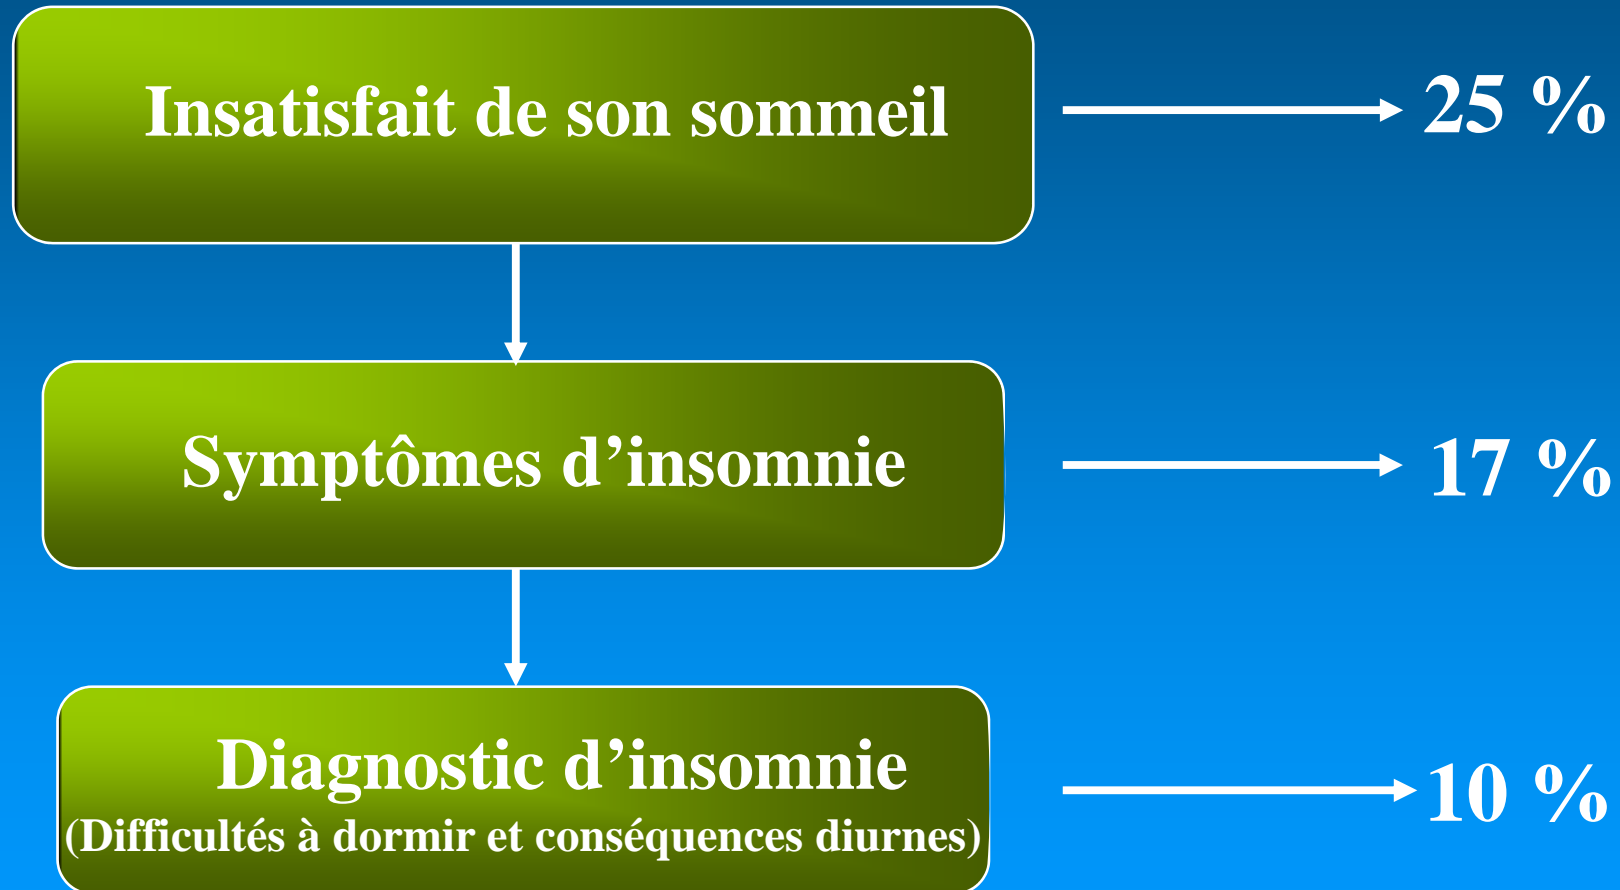 Insatisfait de son sommeil
25 %
Symptômes d’insomnie
17 %
Diagnostic d’insomnie
(Difficultés à dormir et conséquences diurnes)
10 %